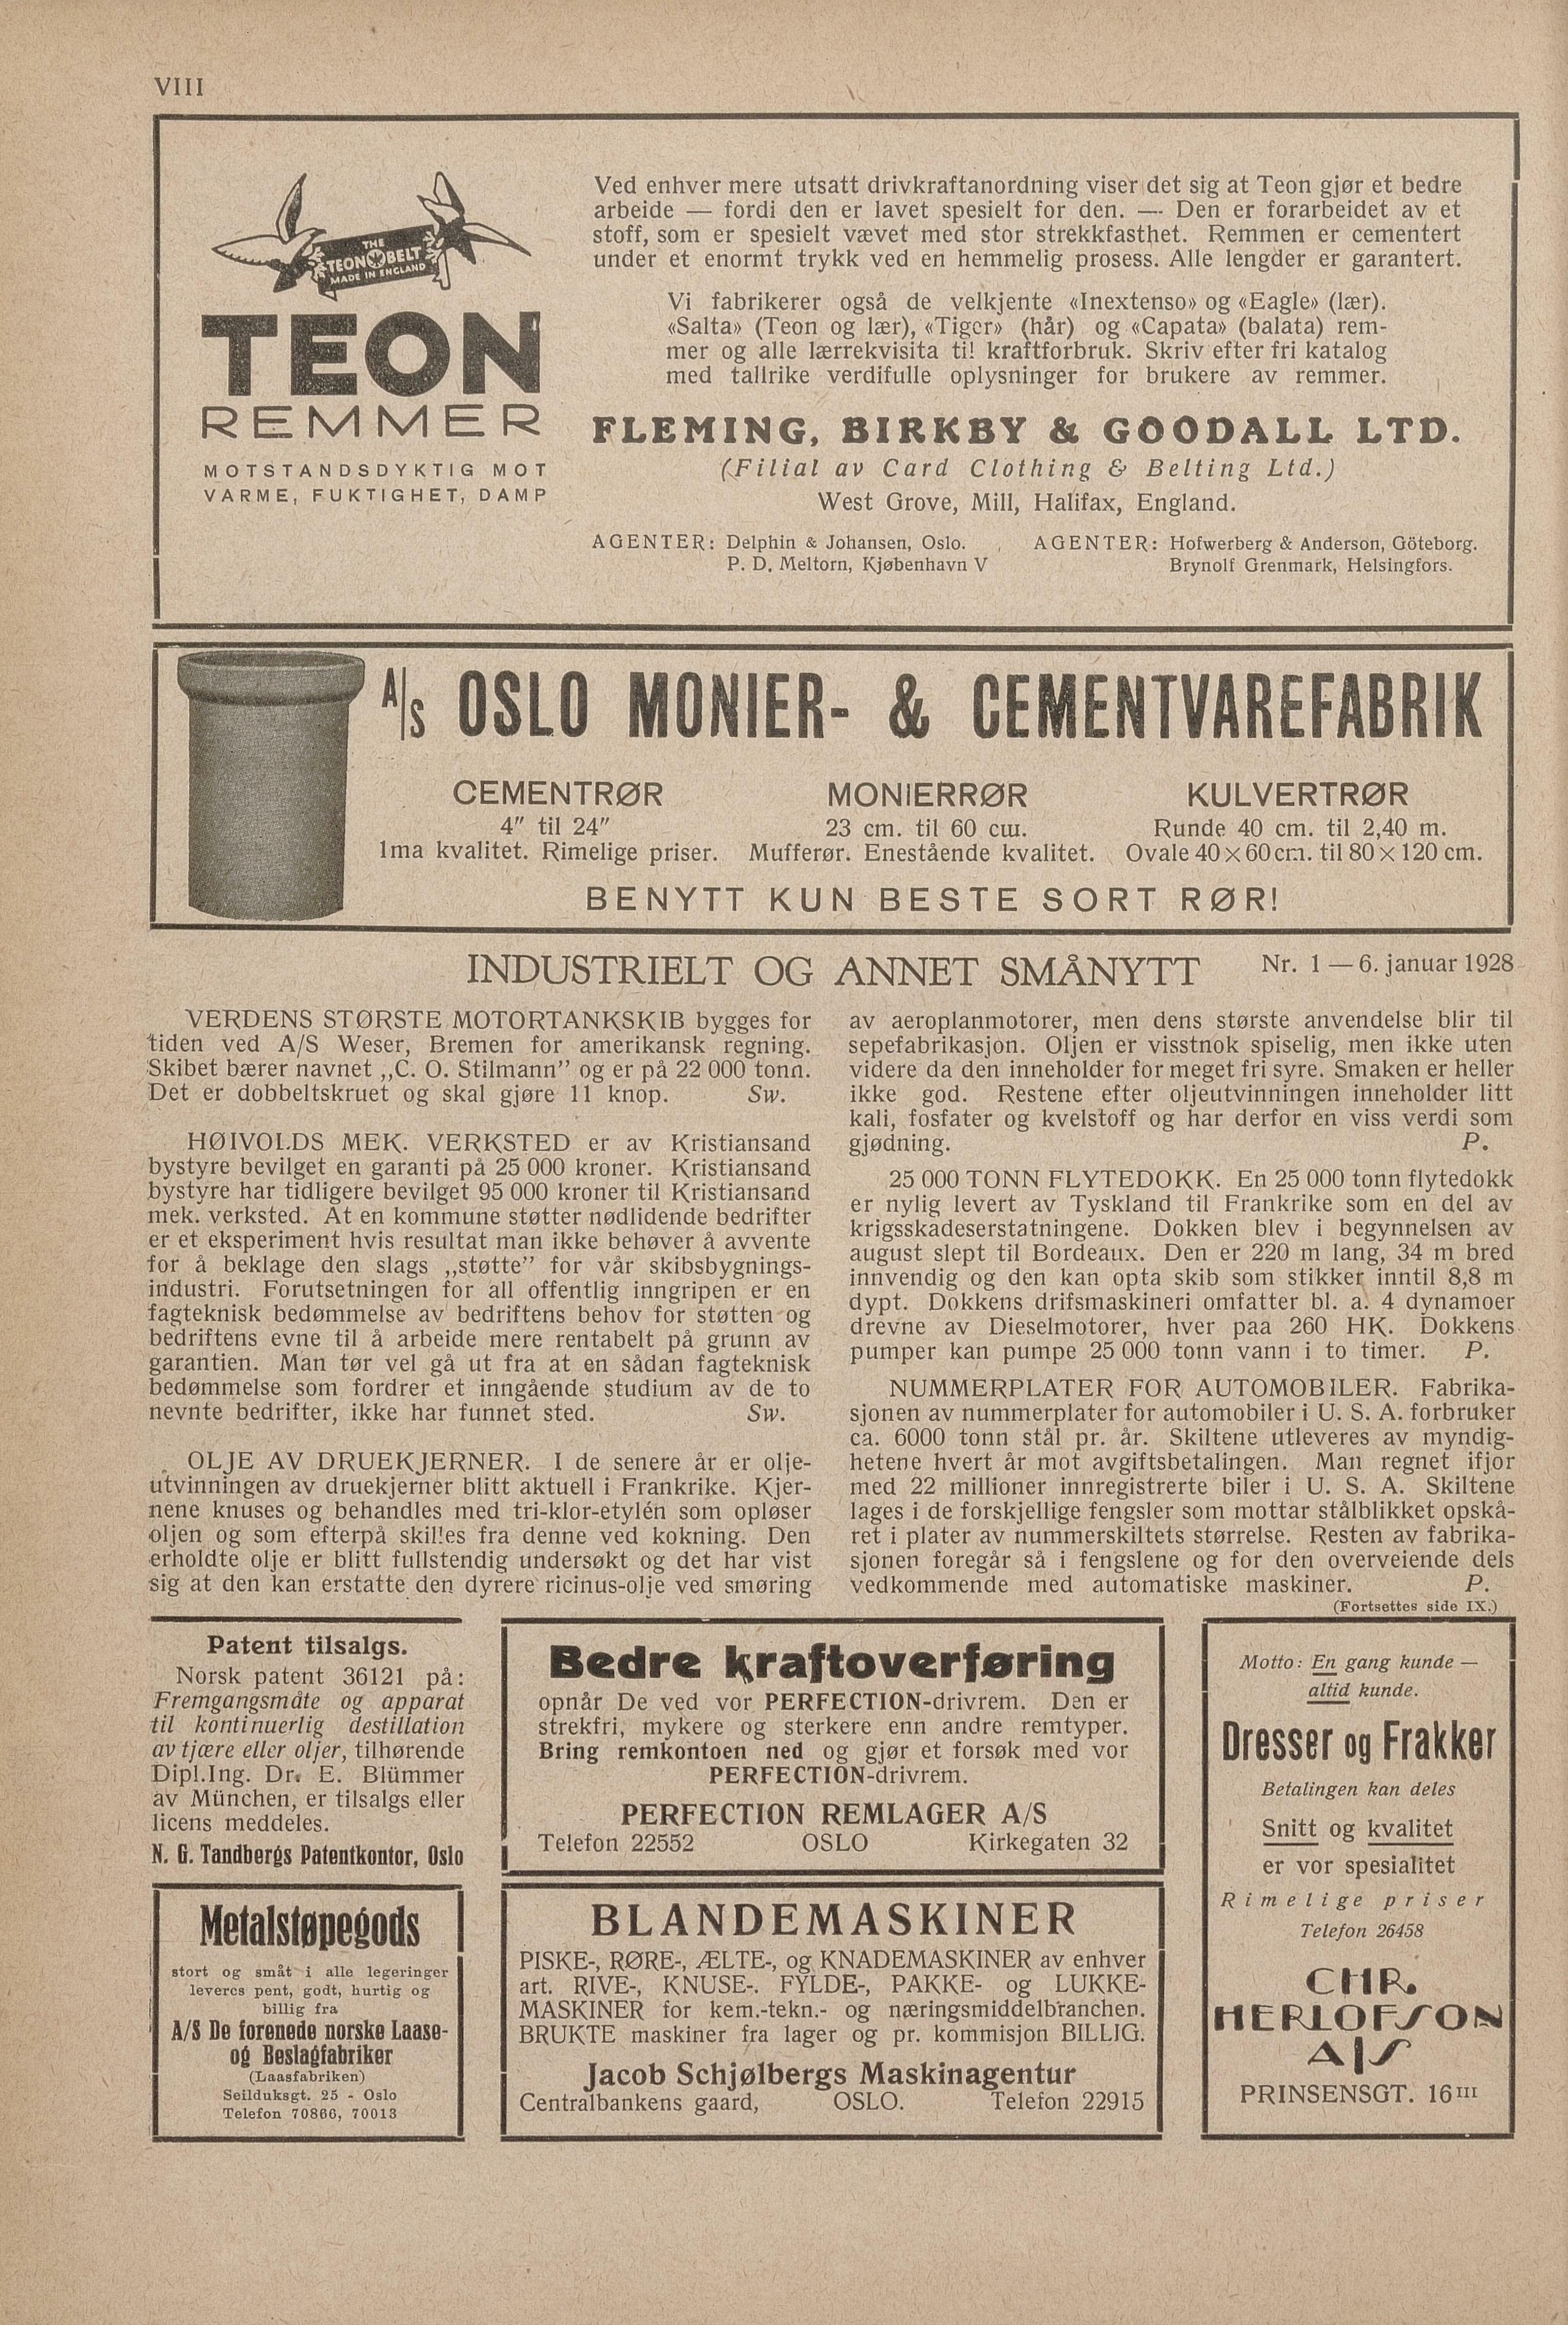 VIII
THE
TEON BELT
MADE IN ENGLAND
TEON
REMMER
MOTSTANDSDYKTIG MOT
VARME, FUKTIGHET, DAMP
Ved enhver mere utsatt drivkraftanordning viser det sig at Teon gjør et bedre
arbeide — fordi den er lavet spesielt for den. — Den er forarbeidet av et
stoff, som er spesielt vævet med stor strekkfasthet. Remmen er cementert
under et enormt trykk ved en hemmelig prosess. Alle lengder er garantert.
Vi fabrikerer også de velkjente «Inextenso» og «Eagle» (lær).
«Salta» (Teon og lær), «Tiger» (hår) og «Capata» (balata) rem-
mer og alle lærrekvisita til kraftforbruk. Skriv efter fri katalog
med tallrike verdifulle oplysninger for brukere av remmer.
FLEMING, BIRKBY & GOODALL LTD.
(Filial av Card Clothing & Belting Ltd.)
West Grove, Mill, Halifax, England.
AGENTER: Delphin & Johansen, Oslo.
P. D. Meltorn, Kjøbenhavn V
AGENTER: Hofwerberg & Anderson, Göteborg.
Brynolf Grenmark, Helsingfors.
A/S OSLO MONIER- & CEMENTVAREFABRIK
CEMENTRØR
4″ til 24″
1ma kvalitet. Rimelige priser.
MONIERRØR
23 cm. til 60 cm.
Mufferør. Enestående kvalitet.
KULVERTRØR
Runde 40 cm. til 2,40 m.
Ovale 40 × 60 cm. til 80 × 120 cm.
BENYTT KUN BESTE SORT RØR!
INDUSTRIELT OG ANNET SMÅNYTT
Nr. 1 — 6. januar 1928
VERDENS STØRSTE MOTORTANKSKIB bygges for
tiden ved A/S Weser, Bremen for amerikansk regning.
Skibet bærer navnet „C. O. Stilmann” og er på 22 000 tonn.
Det er dobbeltskruet og skal gjøre 11 knop. Sw.
HØIVOLDS MEK. VERKSTED er av Kristiansand
bystyre bevilget en garanti på 25 000 kroner. Kristiansand
bystyre har tidligere bevilget 95 000 kroner til Kristiansand
mek. verksted. At en kommune støtter nødlidende bedrifter
er et eksperiment hvis resultat man ikke behøver å avvente
for å beklage den slags „støtte” for vår skibsbygnings-
industri. Forutsetningen for all offentlig inngripen er en
fagteknisk bedømmelse av bedriftens behov for støtten og
bedriftens evne til å arbeide mere rentabelt på grunn av
garantien. Man tør vel gå ut fra at en sådan fagteknisk
bedømmelse som fordrer et inngående studium av de to
nevnte bedrifter, ikke har funnet sted. Sw.
OLJE AV DRUEKJERNER. I de senere år er olje-
utvinningen av druekjerner blitt aktuell i Frankrike. Kjer-
nene knuses og behandles med tri-klor-etylén som opløser
oljen og som efterpå skilles fra denne ved kokning. Den
erholdte olje er blitt fullstendig undersøkt og det har vist
sig at den kan erstatte den dyrere ricinus-olje ved smøring
av aeroplanmotorer, men dens største anvendelse blir til
sepefabrikasjon. Oljen er visstnok spiselig, men ikke uten
videre da den inneholder for meget fri syre. Smaken er heller
ikke god. Restene efter oljeutvinningen inneholder litt
kali, fosfater og kvelstoff og har derfor en viss verdi som
gjødning. P.
25 000 TONN FLYTEDOKK. En 25 000 tonn flytedokk
er nylig levert av Tyskland til Frankrike som en del av
krigsskadeserstatningene. Dokken blev i begynnelsen av
august slept til Bordeaux. Den er 220 m lang, 34 m bred
innvendig og den kan opta skib som stikker inntil 8,8 m
dypt. Dokkens drifsmaskineri omfatter bl. a. 4 dynamoer
drevne av Dieselmotorer, hver paa 260 HK. Dokkens
pumper kan pumpe 25 000 tonn vann i to timer. P.
NUMMERPLATER FOR AUTOMOBILER. Fabrika-
sjonen av nummerplater for automobiler i U. S. A. forbruker
ca. 6000 tonn stål pr. år. Skiltene utleveres av myndig-
hetene hvert år mot avgiftsbetalingen. Man regnet ifjor
med 22 millioner innregistrerte biler i U. S. A. Skiltene
lages i de forskjellige fengsler som mottar stålblikket opskå-
ret i plater av nummerskiltets størrelse. Resten av fabrika-
sjonen foregår så i fengslene og for den overveiende dels
vedkommende med automatiske maskiner. P.
(Fortsettes side IX.)
Patent tilsalgs.
Norsk patent 36121 på:
Fremgangsmåte og apparat
til kontinuerlig destillation
av tjære eller oljer, tilhørende
Dipl.Ing. Dr. E. Blümmer
av München, er tilsalgs eller
licens meddeles.
N. G. Tandbergs Patentkontor, Oslo
Metalstøpegods
stort og småt i alle legeringer
leveres pent, godt, hurtig og
billig fra
A/S De forenede norske Laase-
og Beslagfabriker
(Laasfabriken)
Seilduksgt. 25 - Oslo
Telefon 70866, 70013
Bedre kraftoverføring
opnår De ved vor PERFECTION-drivrem. Den er
strekfri, mykere og sterkere enn andre remtyper.
Bring remkontoen ned og gjør et forsøk med vor
PERFECTION-drivrem.
PERFECTION REMLAGER A/S
Telefon 22552 OSLO Kirkegaten 32
BLANDEMASKINER
PISKE-, RØRE-, ÆLTE-, og KNADEMASKINER av enhver
art. RIVE-, KNUSE-. FYLDE-, PAKKE- og LUKKE-
MASKINER for kem.-tekn.- og næringsmiddelbranchen.
BRUKTE maskiner fra lager og pr. kommisjon BILLIG.
Jacob Schjølbergs Maskinagentur
Centralbankens gaard, OSLO. Telefon 22915
Motto: En gang kunde —
altid kunde.
Dresser og Frakker
Betalingen kan deles
Snitt og kvalitet
er vor spesialitet
Rimelige priser
Telefon 26458
CHR.
HERLOFSON
A/S
PRINSENSGT. 16 III